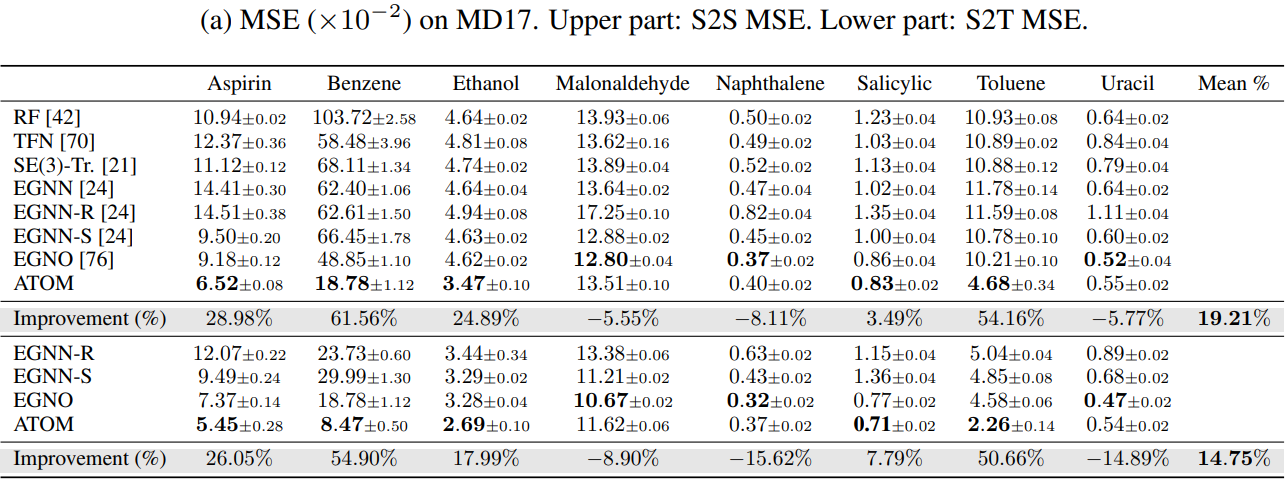 (a) MSE (×10−2) on MD17. Upper part: S2S MSE. Lower part: S2T MSE.
Aspirin Benzene Ethanol Malonaldehyde Naphthalene Salicylic Toluene Uracil Mean %
RF [42] 10.94±0.02 103.72±2.58 4.64±0.02 13.93±0.06 0.50±0.02 1.23±0.04 10.93±0.08 0.64±0.02
TFN [70] 12.37±0.36 58.48±3.96 4.81±0.08 13.62±0.16 0.49±0.02 1.03±0.04 10.89±0.02 0.84±0.04
SE(3)-Tr. [21] 11.12±0.12 68.11±1.34 4.74±0.04 13.89±0.04 0.52±0.02 1.13±0.04 10.88±0.12 0.79±0.04
EGNN [24] 14.41±0.30 62.40±1.06 4.64±0.04 13.64±0.02 0.47±0.04 1.02±0.04 11.78±0.14 0.64±0.02
EGNN-R [24] 14.51±0.38 62.61±1.50 4.94±0.08 17.25±0.10 0.82±0.04 1.35±0.04 11.59±0.08 1.11±0.04
EGNN-S [24] 9.50±0.20 66.45±1.78 4.63±0.02 12.88±0.02 0.45±0.02 1.00±0.04 10.78±0.10 0.60±0.02
EGNO [76] 9.18±0.12 48.85±1.10 4.62±0.02 12.80±0.04 0.37±0.02 0.86±0.04 10.21±0.10 0.52±0.04
ATOM 6.52±0.08 18.78±1.12 3.47±0.10 13.51±0.10 0.40±0.02 0.83±0.02 4.68±0.34 0.55±0.02
Improvement (%) 28.98% 61.56% 24.89% −5.55% −8.11% 3.49% 54.16% −5.77% 19.21%
EGNN-R 12.07±0.22 23.73±0.60 3.44±0.34 13.38±0.06 0.63±0.02 1.15±0.04 5.04±0.04 0.89±0.02
EGNN-S 9.49±0.24 29.99±1.30 3.29±0.02 11.21±0.02 0.43±0.02 1.36±0.04 4.85±0.08 0.68±0.02
EGNO 7.37±0.14 18.78±1.12 3.28±0.04 10.67±0.02 0.32±0.02 0.77±0.02 4.58±0.06 0.47±0.02
ATOM 5.45±0.28 8.47±0.50 2.69±0.10 11.62±0.06 0.37±0.02 0.71±0.02 2.26±0.14 0.54±0.02
Improvement (%) 26.05% 54.90% 17.99% −8.90% −15.62% 7.79% 50.66% −14.89% 14.75%